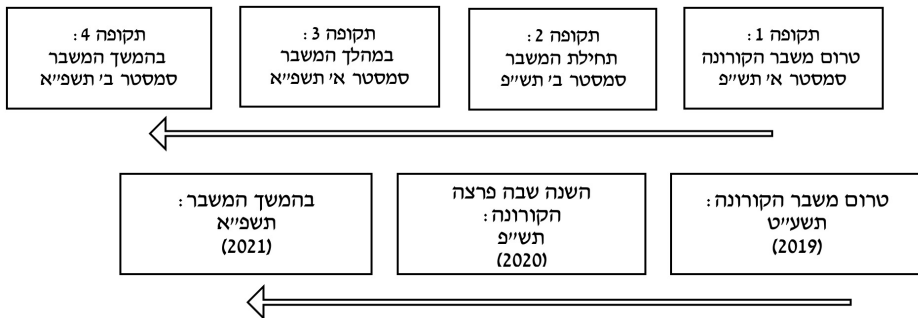 תקופה 1:
טרום משבר הקורונה
סמסטר א׳ תש״פ
תקופה 2:
תחילת המשבר
סמסטר ב׳ תש״פ
תקופה 3:
במהלך המשבר
סמסטר א׳ תשפ״א
תקופה 4:
בהמשך המשבר
סמסטר ב׳ תשפ״א
טרום משבר הקורונה:
תשע״ט
(2019)
השנה שבה פרצה
הקורונה:
תש״פ
(2020)
בהמשך המשבר:
תשפ״א
(2021)